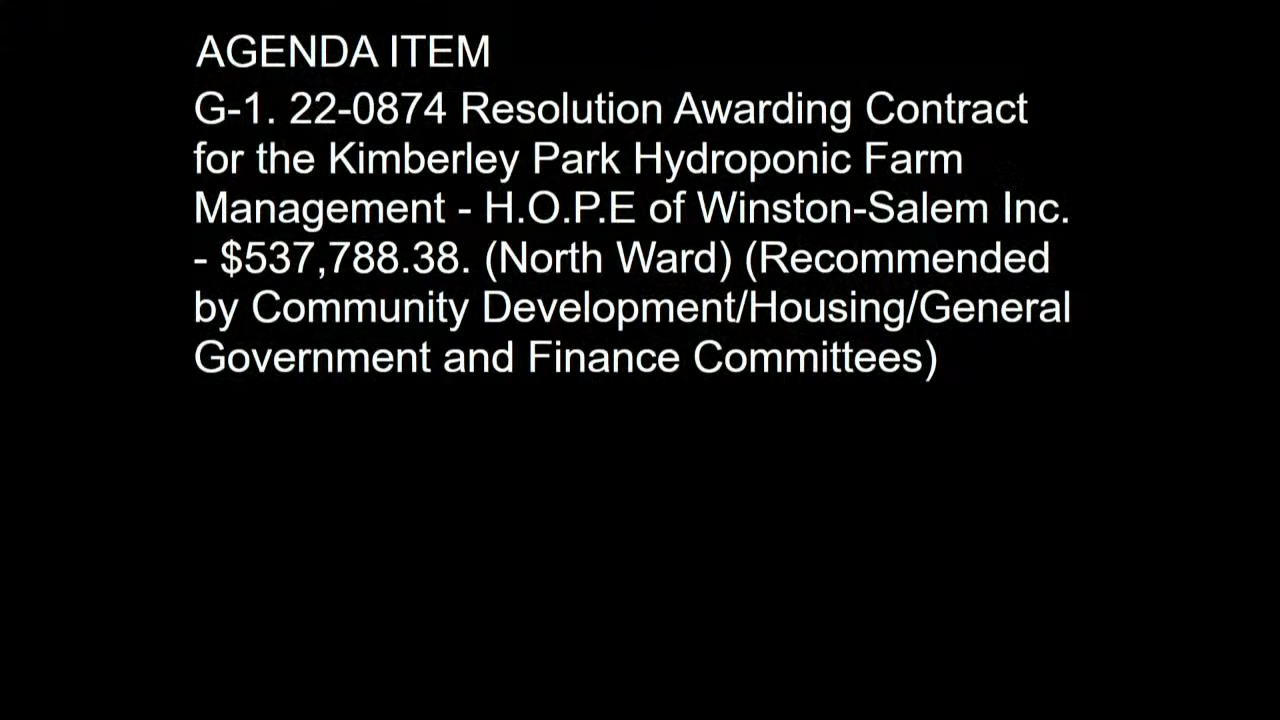 AGENDA ITEM
G-1. 22-0874 Resolution Awarding Contract
for the Kimberley Park Hydroponic Farm
Management - H.O.P.E of Winston-Salem Inc.
- $537,788.38. (North Ward) (Recommended
by Community Development/Housing/General
Government and Finance Committees)